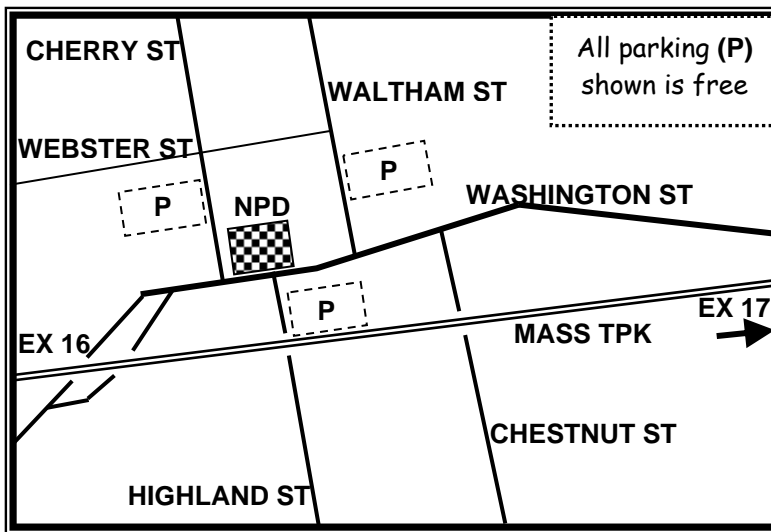 CHERRY ST
All parking (P)
shown is free
WALTHAM ST
WEBSTER ST
P
P
NPD
WASHINGTON ST
P
EX 17
EX 16
MASS TPK
CHESTNUT ST
HIGHLAND ST